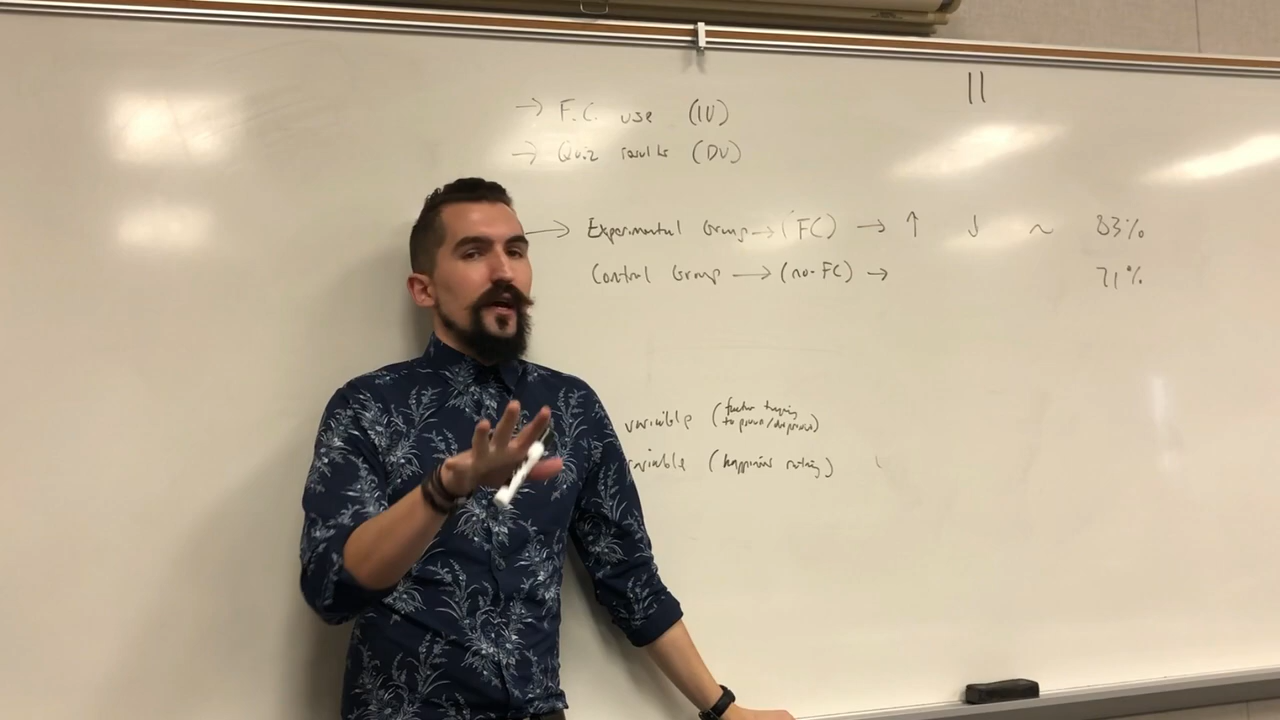 → F.C. use (IV)
→ Quiz results (DV)
→ Experimental Group → (FC) → ↑ ↓ ~ 83%
Control Group → (no-FC) → 71%
variable (factor trying
to prove/disprove)
variable (happiness rating)